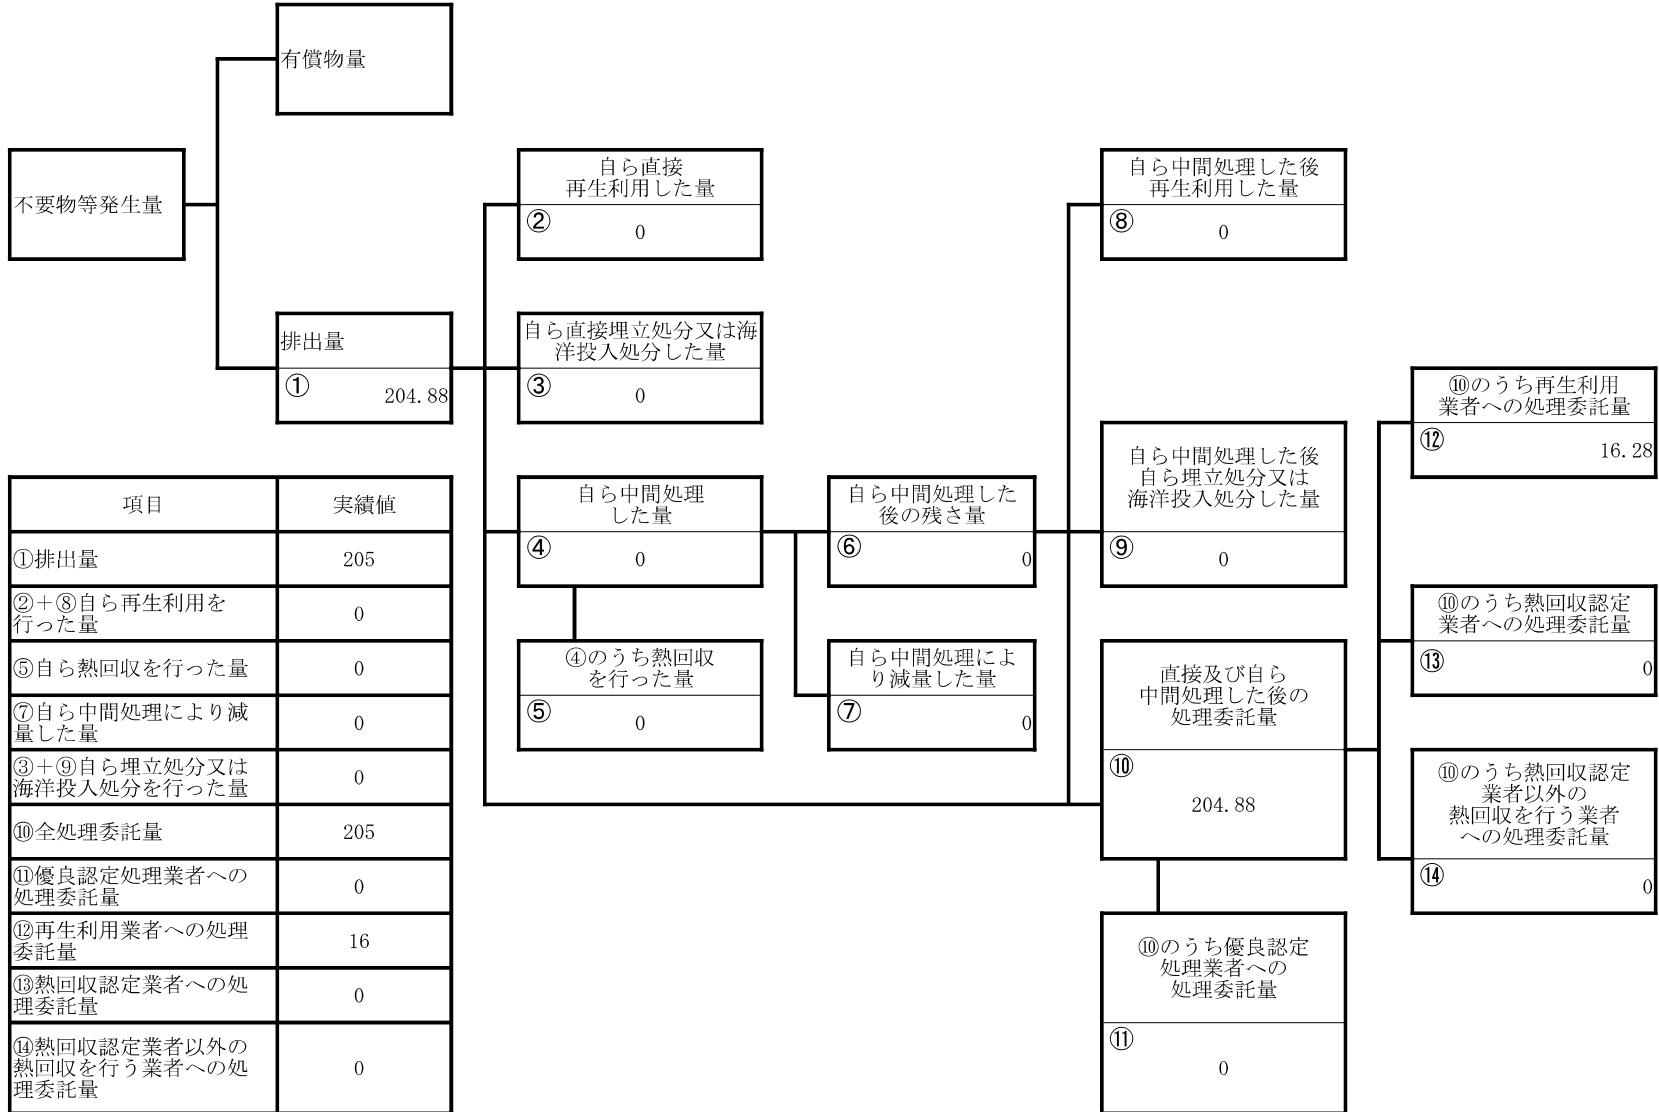 有償物量
不要物等発生量
自ら直接
再生利用した量
②
0
自ら中間処理した後
再生利用した量
⑧
0
排出量
①
204.88
自ら直接埋立処分又は海
洋投入処分した量
③
0
⑩のうち再生利用
業者への処理委託量
⑫
16.28
自ら中間処理
した量
④
0
自ら中間処理した
後の残さ量
⑥
0
自ら中間処理した後
自ら埋立処分又は
海洋投入処分した量
⑨
0
⑩のうち熱回収認定
業者への処理委託量
⑬
0
④のうち熱回収
を行った量
⑤
0
自ら中間処理によ
り減量した量
⑦
0
直接及び自ら
中間処理した後の
処理委託量
⑩
204.88
⑩のうち熱回収認定
業者以外の
熱回収を行う業者
への処理委託量
⑭
0
⑩のうち優良認定
処理業者への
処理委託量
⑪
0
項目 実績値
①排出量 205
②＋⑧自ら再生利用を
行った量
0
⑤自ら熱回収を行った量 0
⑦自ら中間処理により減
量した量
0
③＋⑨自ら埋立処分又は
海洋投入処分を行った量
0
⑩全処理委託量 205
⑪優良認定処理業者への
処理委託量
0
⑫再生利用業者への処理
委託量
16
⑬熱回収認定業者への処
理委託量
0
⑭熱回収認定業者以外の
熱回収を行う業者への処
理委託量
0